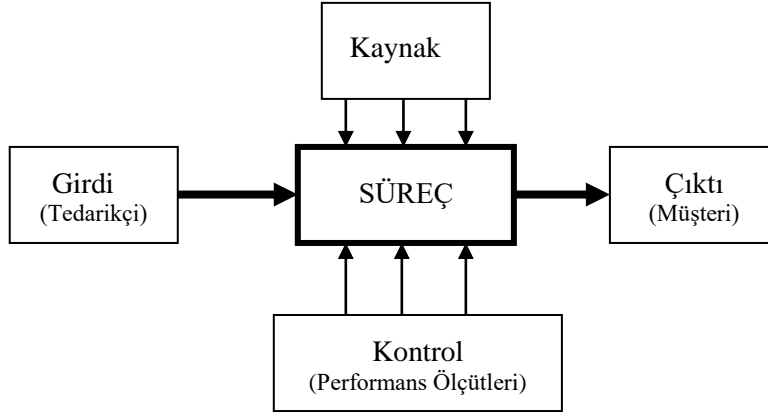 Kaynak
Girdi
(Tedarikçi)
SÜREÇ
Çıktı
(Müşteri)
Kontrol
(Performans Ölçütleri)